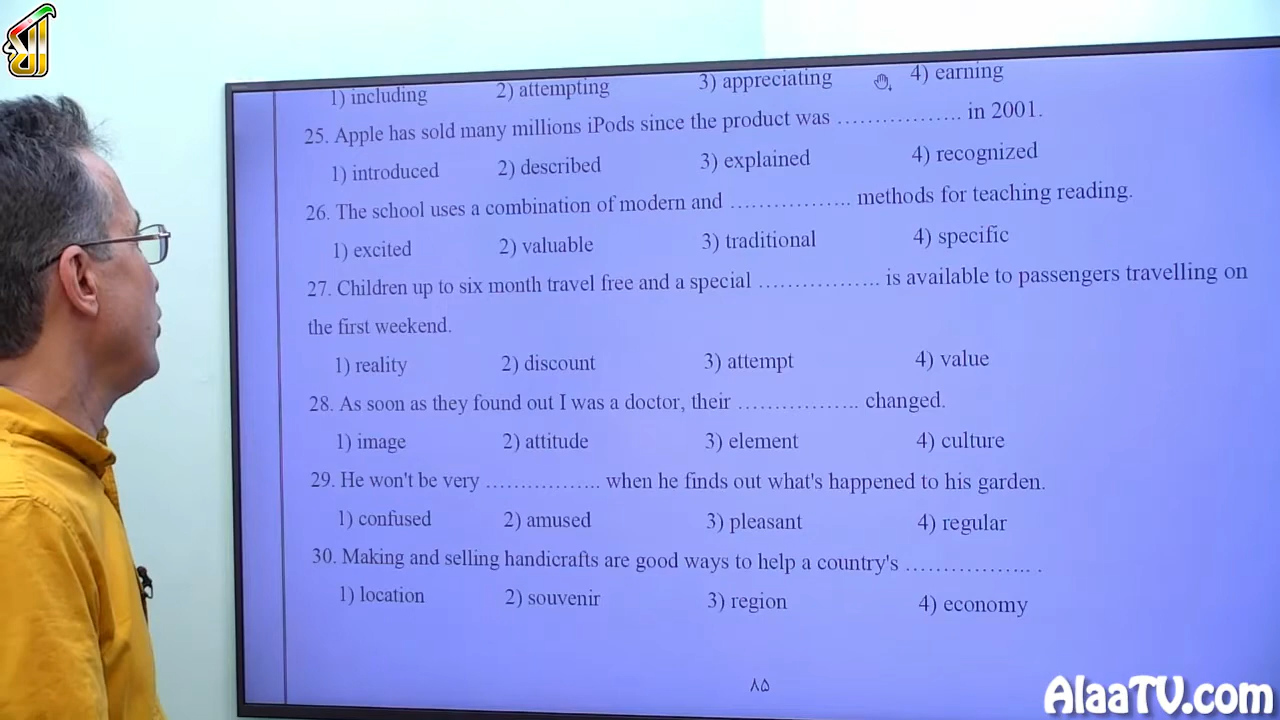 1) including 2) attempting 3) appreciating 4) earning
25. Apple has sold many millions iPods since the product was ................. in 2001.
1) introduced 2) described 3) explained 4) recognized
26. The school uses a combination of modern and ................. methods for teaching reading.
1) excited 2) valuable 3) traditional 4) specific
27. Children up to six month travel free and a special ................. is available to passengers travelling on
the first weekend.
1) reality 2) discount 3) attempt 4) value
28. As soon as they found out I was a doctor, their ................. changed.
1) image 2) attitude 3) element 4) culture
29. He won't be very ................. when he finds out what's happened to his garden.
1) confused 2) amused 3) pleasant 4) regular
30. Making and selling handicrafts are good ways to help a country's ................. .
1) location 2) souvenir 3) region 4) economy
۸۵
AlaaTV.com